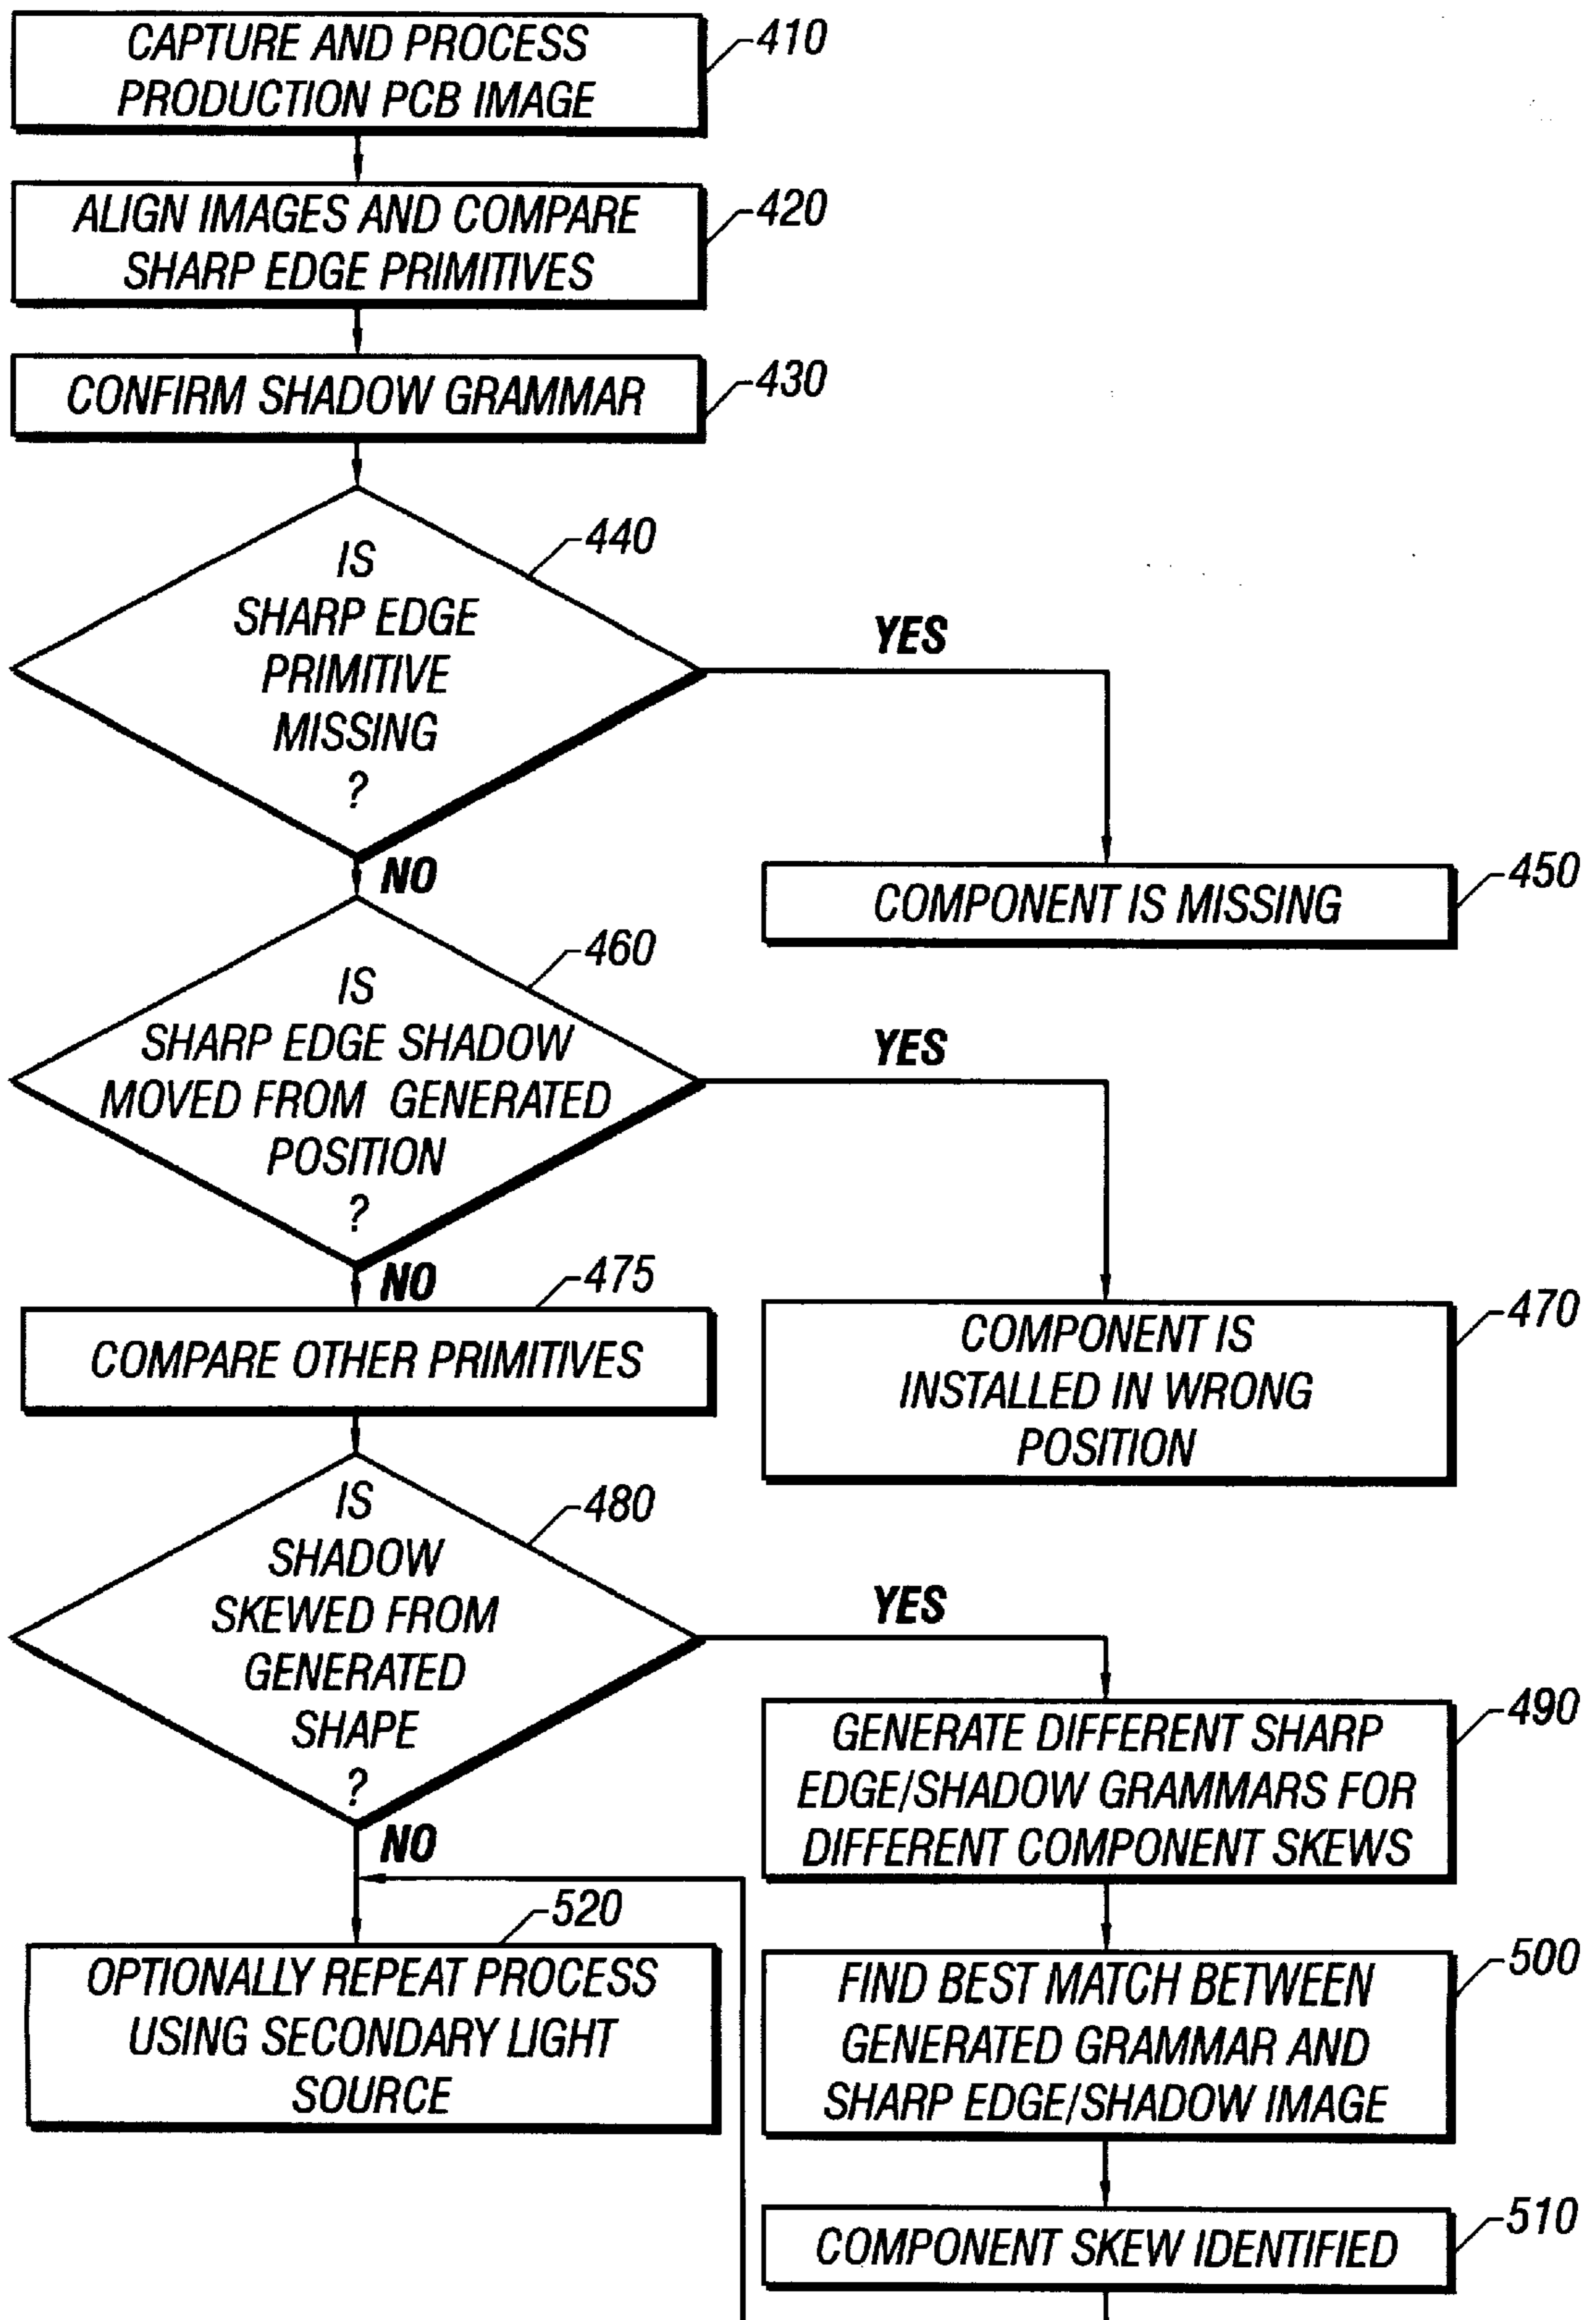 CAPTURE AND PROCESS
PRODUCTION PCB IMAGE
410
ALIGN IMAGES AND COMPARE
SHARP EDGE PRIMITIVES
420
CONFIRM SHADOW GRAMMAR
430
IS
SHARP EDGE
PRIMITIVE
MISSING
?
440
YES
NO
COMPONENT IS MISSING
450
IS
SHARP EDGE SHADOW
MOVED FROM GENERATED
POSITION
?
460
YES
NO
COMPONENT IS
INSTALLED IN WRONG
POSITION
470
COMPARE OTHER PRIMITIVES
475
IS
SHADOW
SKEWED FROM
GENERATED
SHAPE
?
480
YES
NO
GENERATE DIFFERENT SHARP
EDGE/SHADOW GRAMMARS FOR
DIFFERENT COMPONENT SKEWS
490
OPTIONALLY REPEAT PROCESS
USING SECONDARY LIGHT
SOURCE
520
FIND BEST MATCH BETWEEN
GENERATED GRAMMAR AND
SHARP EDGE/SHADOW IMAGE
500
COMPONENT SKEW IDENTIFIED
510